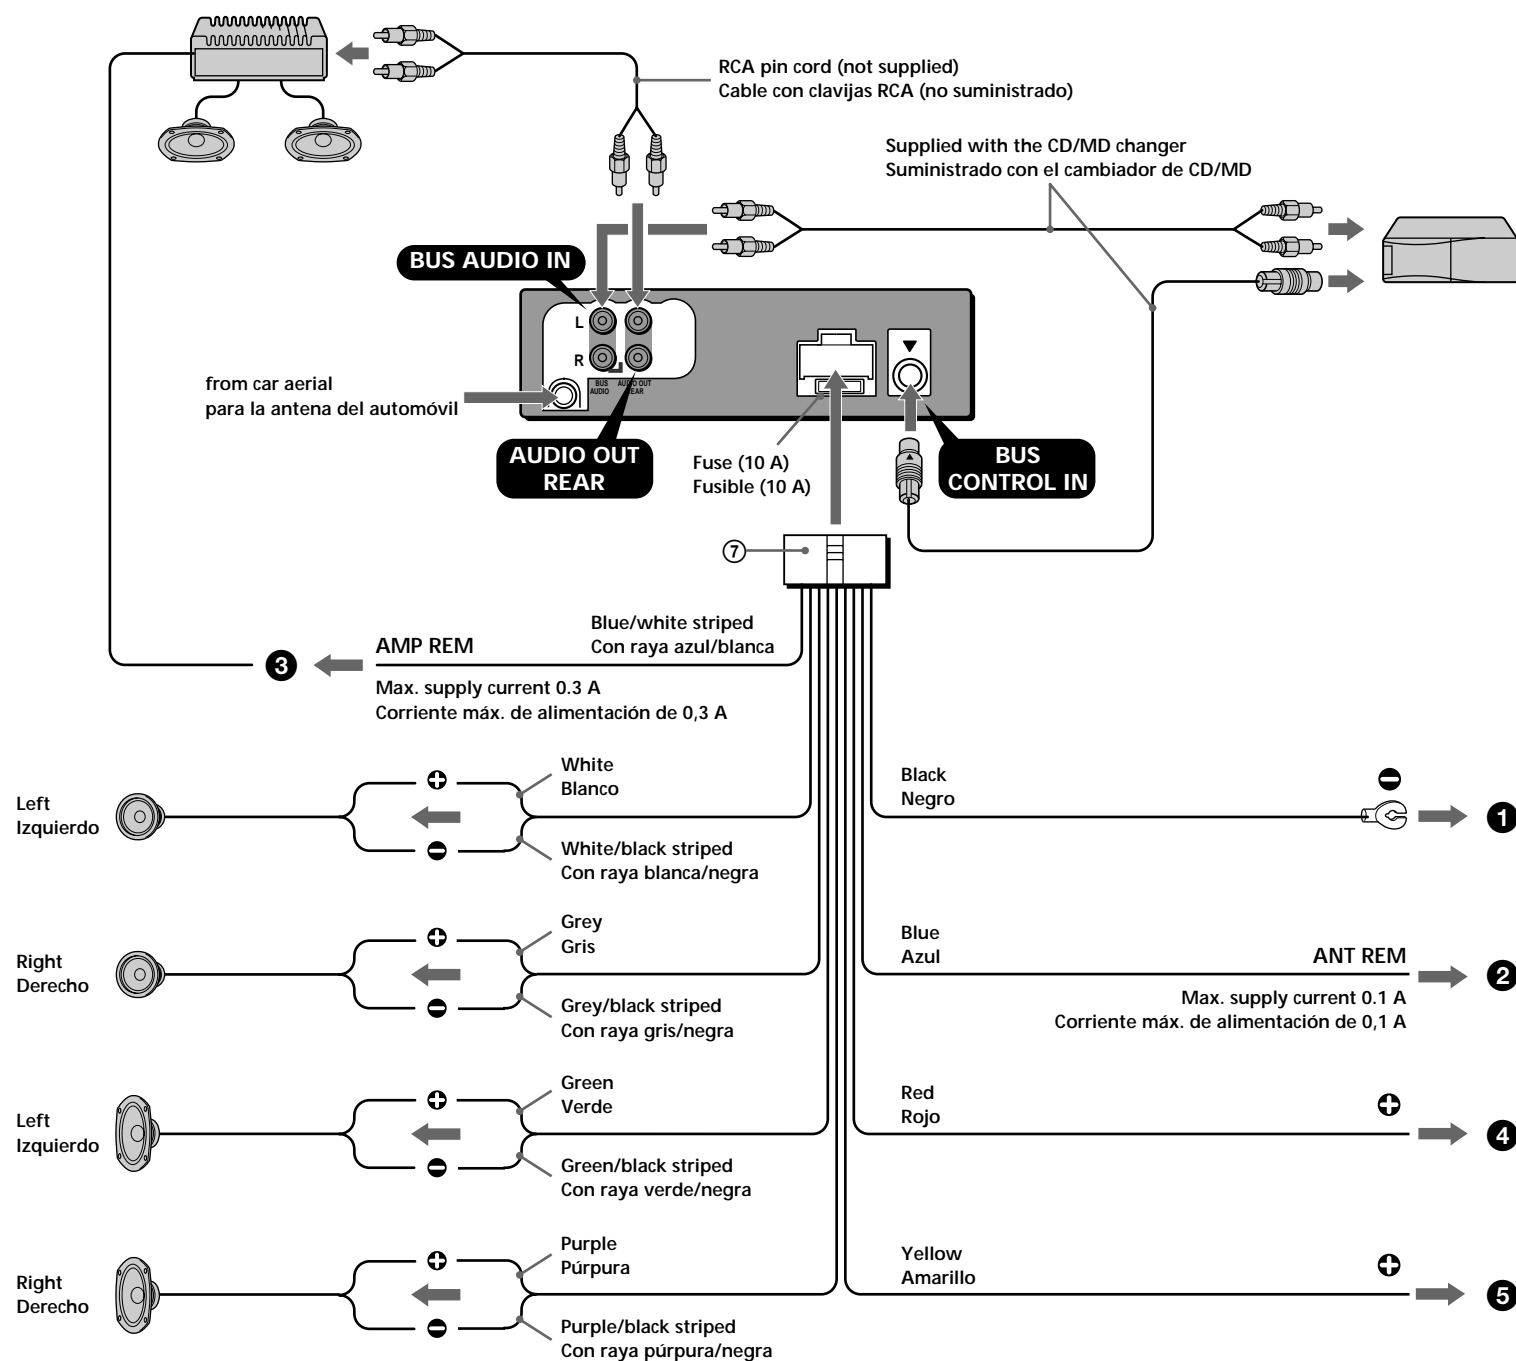 RCA pin cord (not supplied)
Cable con clavijas RCA (no suministrado)
Supplied with the CD/MD changer
Suministrado con el cambiador de CD/MD
BUS AUDIO IN
L
R
BUS AUDIO
AUDIO OUT REAR
from car aerial
para la antena del automóvil
AUDIO OUT
REAR
Fuse (10 A)
Fusible (10 A)
BUS
CONTROL IN
7
Blue/white striped
Con raya azul/blanca
AMP REM
3
Max. supply current 0.3 A
Corriente máx. de alimentación de 0,3 A
White
Blanco
Left
Izquierdo
White/black striped
Con raya blanca/negra
Black
Negro
1
Grey
Gris
Right
Derecho
Grey/black striped
Con raya gris/negra
Blue
Azul
ANT REM
2
Max. supply current 0.1 A
Corriente máx. de alimentación de 0,1 A
Green
Verde
Left
Izquierdo
Green/black striped
Con raya verde/negra
Red
Rojo
4
Purple
Púrpura
Right
Derecho
Purple/black striped
Con raya púrpura/negra
Yellow
Amarillo
5